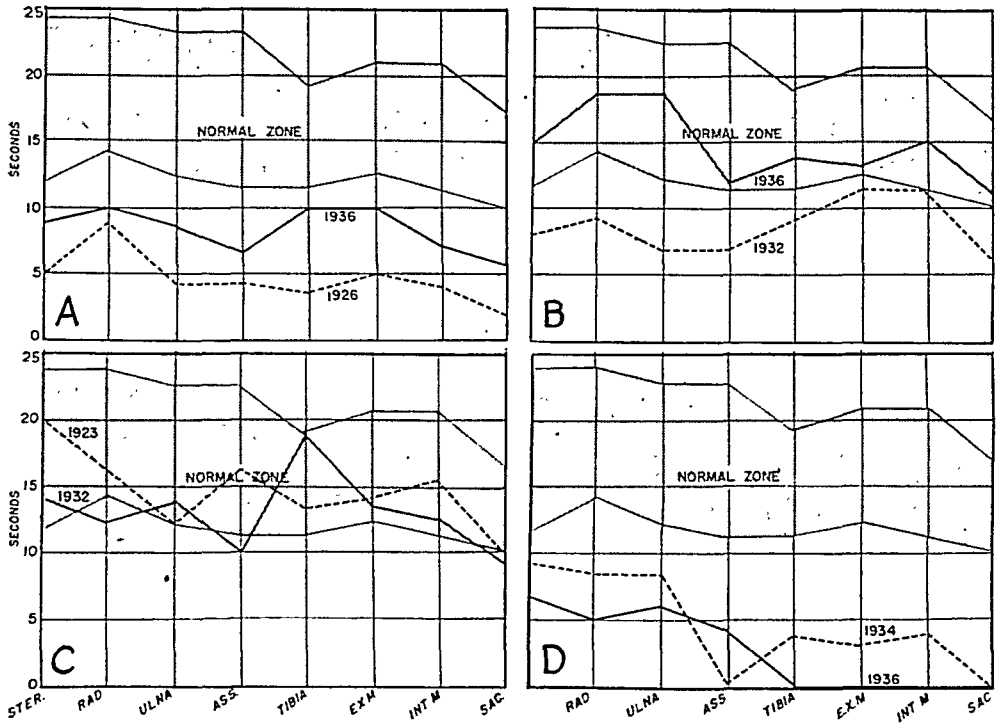 25
20
SECONDS
15
10
5
0
NORMAL ZONE
1936
1926
A
NORMAL ZONE
1936
1932
B
25
20
SECONDS
15
10
5
0
1923
NORMAL ZONE
1932
C
STER. RAD ULNA ASS. TIBIA EX.M INT M SAC.
NORMAL ZONE
1934
1936
D
RAD ULNA ASS TIBIA EX.N INT M SAC